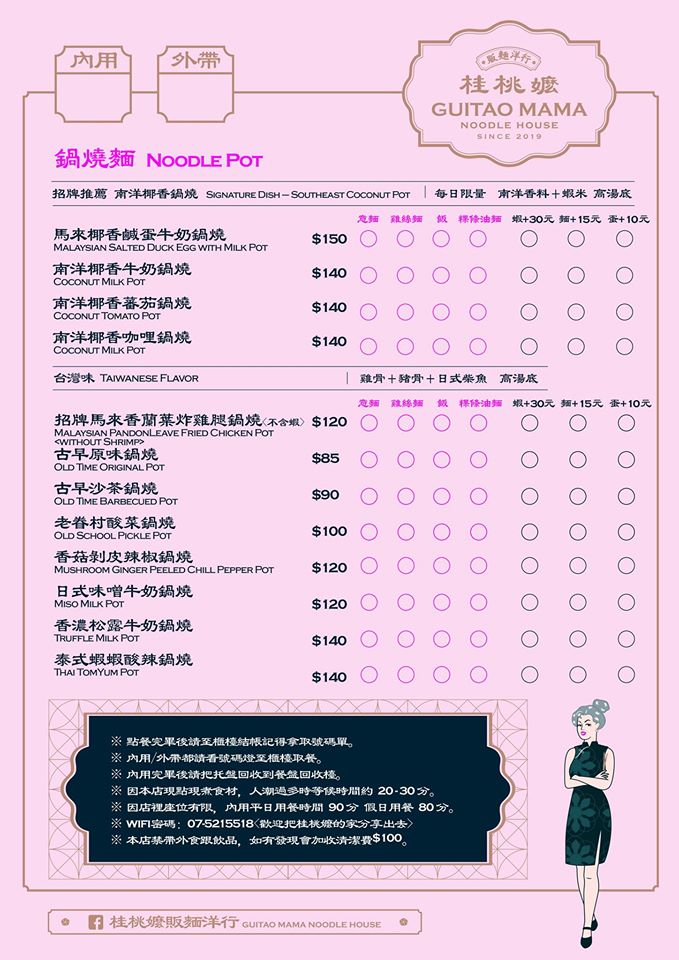 內用
外帶
販麵洋行
桂桃嬤
GUITAO MAMA
NOODLE HOUSE
SINCE 2019
鍋燒麵 NOODLE POT
招牌推薦 南洋椰香鍋燒 SIGNATURE DISH – SOUTHEAST COCONUT POT | 每日限量 南洋香料+蝦米 高湯底
意麵 雞絲麵 飯 粿條油麵 蝦+30元 麵+15元 蛋+10元
馬來椰香鹹蛋牛奶鍋燒 $150
MALAYSIAN SALTED DUCK EGG WITH MILK POT
南洋椰香牛奶鍋燒 $140
COCONUT MILK POT
南洋椰香蕃茄鍋燒 $140
COCONUT TOMATO POT
南洋椰香咖哩鍋燒 $140
COCONUT MILK POT
台灣味 TAIWANESE FLAVOR | 雞骨+豬骨+日式柴魚 高湯底
意麵 雞絲麵 飯 粿條油麵 蝦+30元 麵+15元 蛋+10元
招牌馬來香蘭葉炸雞腿鍋燒<不含蝦> $120
MALAYSIAN PANDONLEAVE FRIED CHICKEN POT
<WITHOUT SHRIMP>
古早原味鍋燒 $85
OLD TIME ORIGINAL POT
古早沙茶鍋燒 $90
OLD TIME BARBECUED POT
老眷村酸菜鍋燒 $100
OLD SCHOOL PICKLE POT
香菇剝皮辣椒鍋燒 $120
MUSHROOM GINGER PEELED CHILL PEPPER POT
日式味噌牛奶鍋燒 $120
MISO MILK POT
香濃松露牛奶鍋燒 $140
TRUFFLE MILK POT
泰式蝦蝦酸辣鍋燒 $140
THAI TOMYUM POT
※ 點餐完畢後請至櫃檯結帳記得拿取號碼單。
※ 內用/外帶都請看號碼燈至櫃檯取餐。
※ 內用完畢後請把托盤回收到餐盤回收檯。
※ 因本店現點現煮食材，人潮過多時等候時間約 20-30分。
※ 因店裡座位有限，內用平日用餐時間 90分 假日用餐 80分。
※ WIFI密碼：07-5215518<歡迎把桂桃嬤的家分享出去>
※ 本店禁帶外食跟飲品，如有發現會加收清潔費$100。
桂桃嬤販麵洋行 GUITAO MAMA NOODLE HOUSE